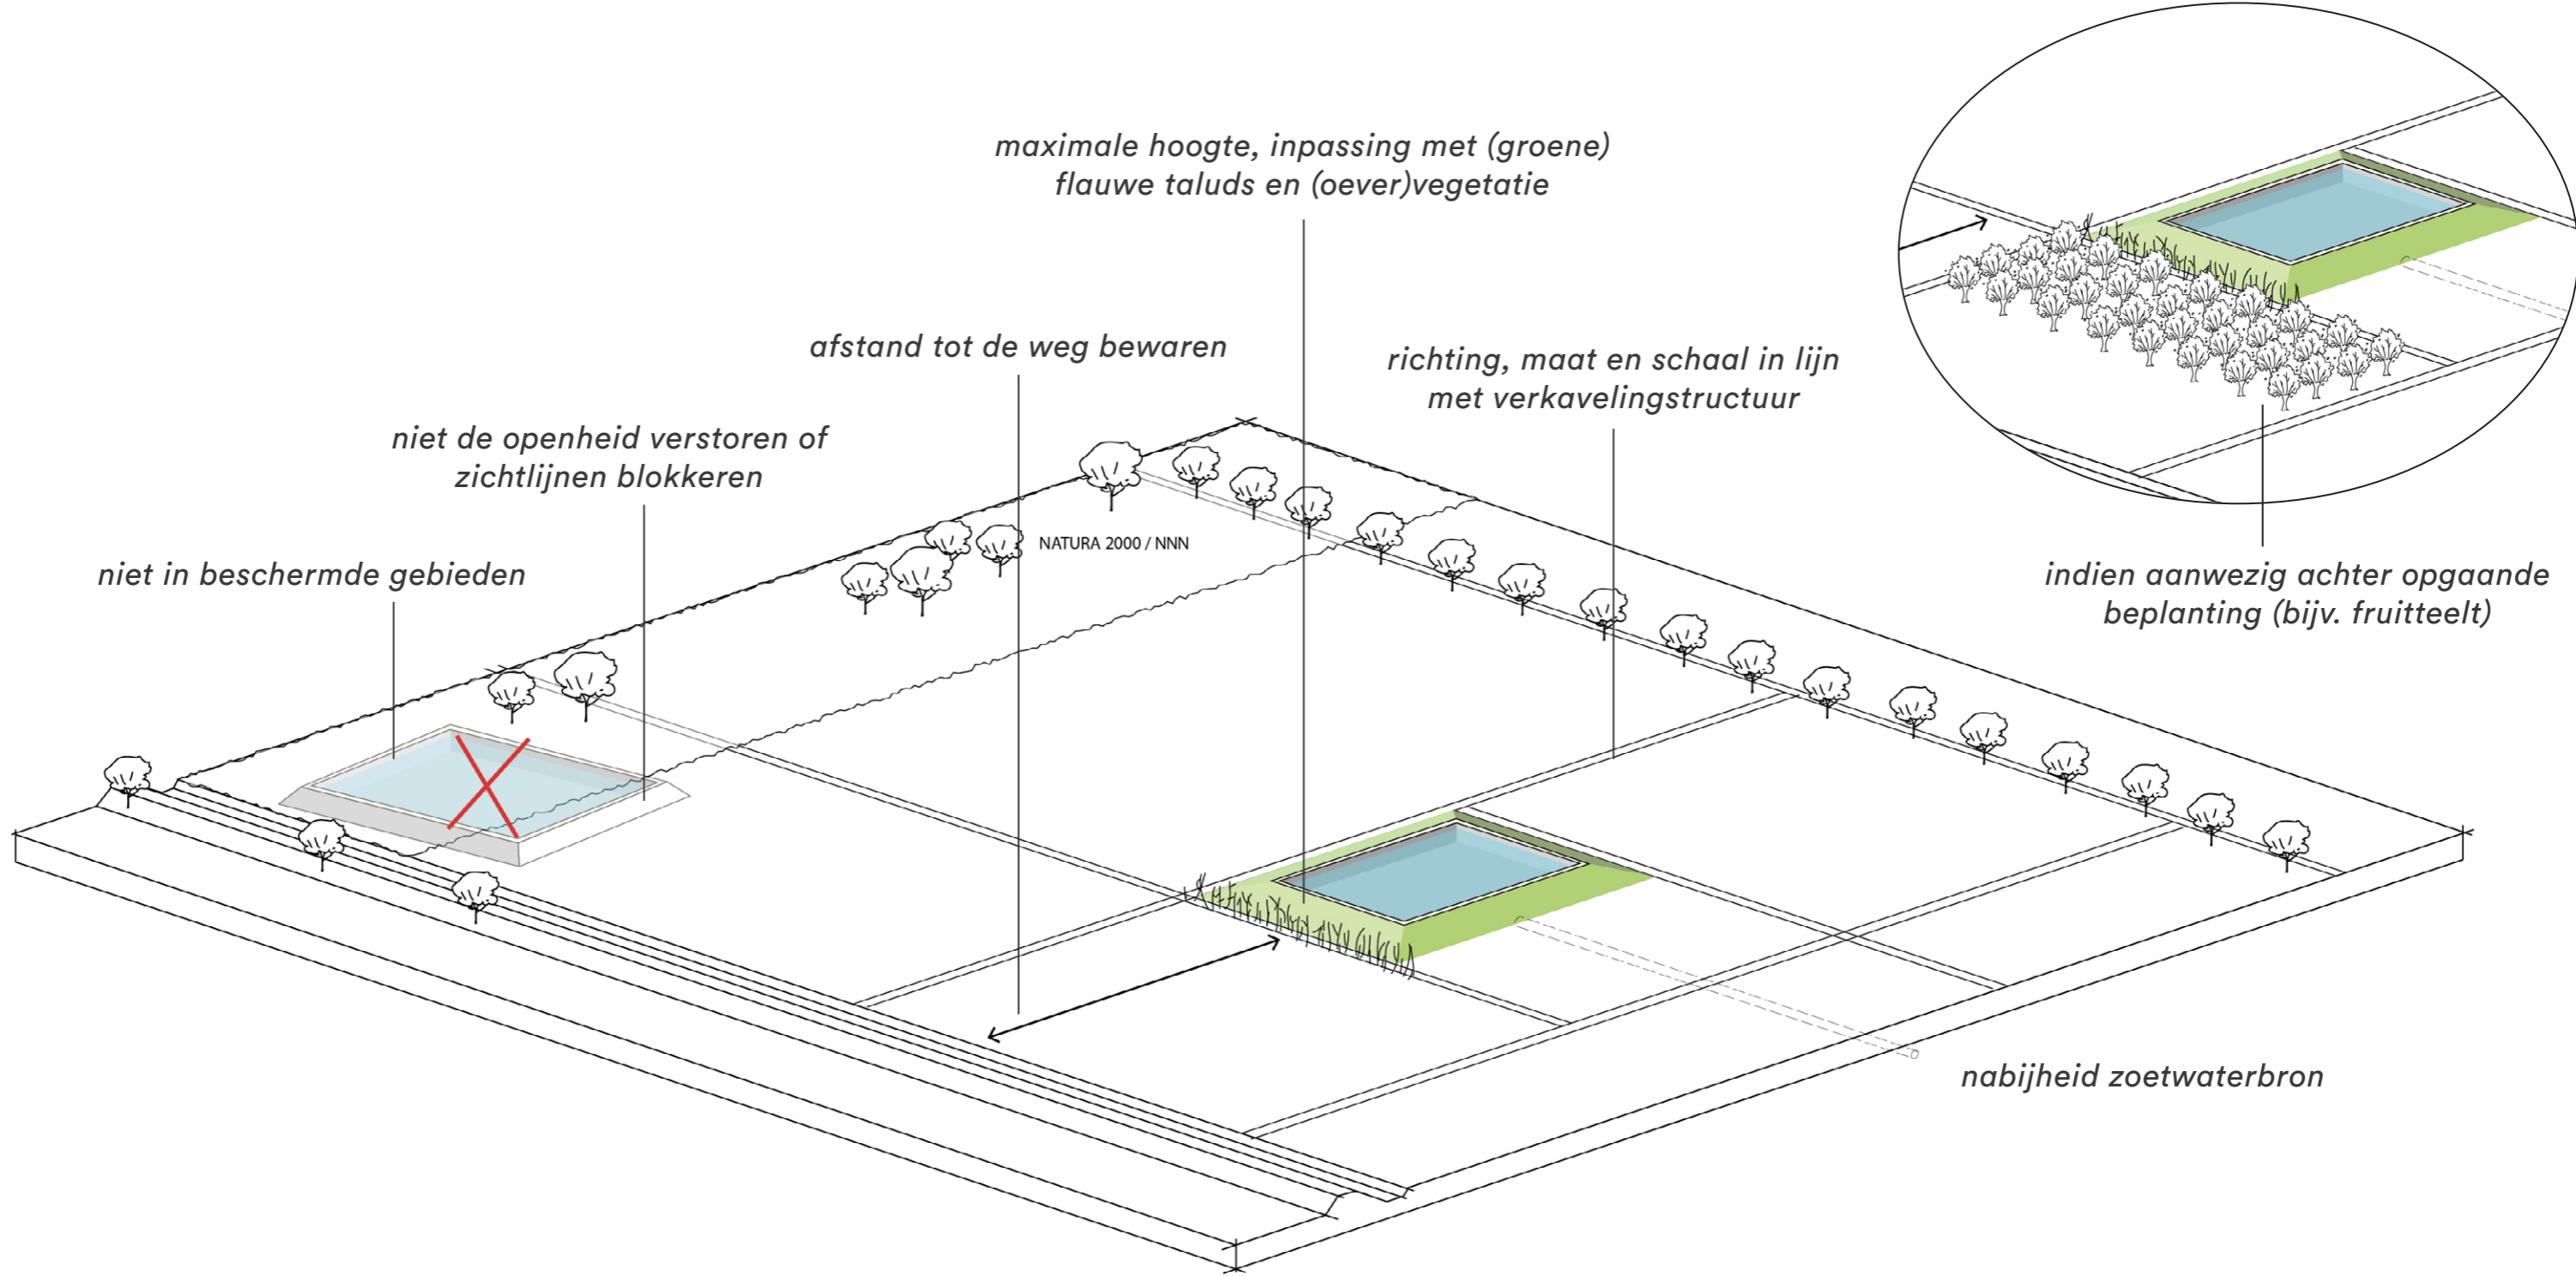 maximale hoogte, inpassing met (groene)
flauwe taluds en (oever)vegetatie
afstand tot de weg bewaren
richting, maat en schaal in lijn
met verkavelingstructuur
niet de openheid verstoren of
zichtlijnen blokkeren
NATURA 2000 / NNN
niet in beschermde gebieden
indien aanwezig achter opgaande
beplanting (bijv. fruitteelt)
nabijheid zoetwaterbron